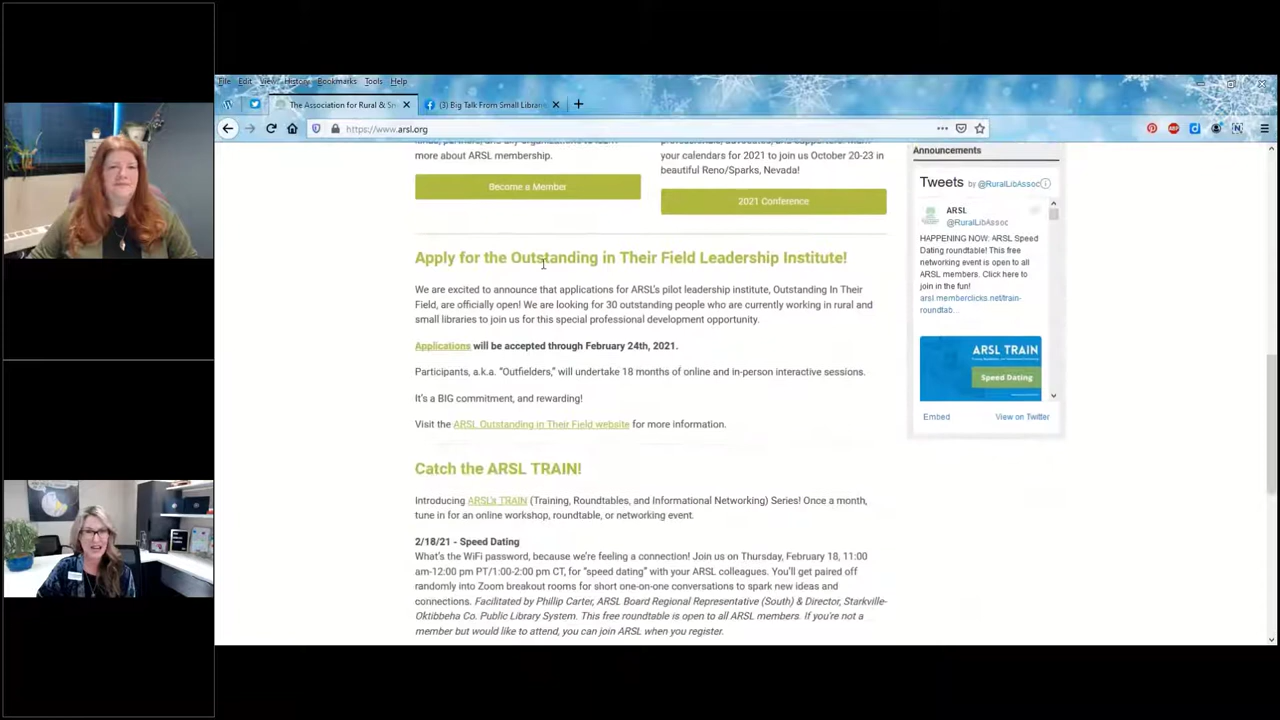 File Edit View History Bookmarks Tools Help
The Association for Rural & Sm
(3) Big Talk From Small Librarie
https://www.arsl.org
more about ARSL membership.
your calendars for 2021 to join us October 20-23 in
beautiful Reno/Sparks, Nevada!
Become a Member
2021 Conference
Apply for the Outstanding in Their Field Leadership Institute!
We are excited to announce that applications for ARSL's pilot leadership institute, Outstanding In Their
Field, are officially open! We are looking for 30 outstanding people who are currently working in rural and
small libraries to join us for this special professional development opportunity.
Applications will be accepted through February 24th, 2021.
Participants, a.k.a. “Outfielders,” will undertake 18 months of online and in-person interactive sessions.
It's a BIG commitment, and rewarding!
Visit the ARSL Outstanding in Their Field website for more information.
Catch the ARSL TRAIN!
Introducing ARSL's TRAIN (Training, Roundtables, and Informational Networking) Series! Once a month,
tune in for an online workshop, roundtable, or networking event.
2/18/21 - Speed Dating
What's the WiFi password, because we're feeling a connection! Join us on Thursday, February 18, 11:00
am-12:00 pm PT/1:00-2:00 pm CT, for “speed dating” with your ARSL colleagues. You'll get paired off
randomly into Zoom breakout rooms for short one-on-one conversations to spark new ideas and
connections. Facilitated by Phillip Carter, ARSL Board Regional Representative (South) & Director, Starkville-
Oktibbeha Co. Public Library System. This free roundtable is open to all ARSL members. If you're not a
member but would like to attend, you can join ARSL when you register.
Announcements
Tweets by @RuralLibAssoc
ARSL
@RuralLibAssoc
HAPPENING NOW: ARSL Speed
Dating roundtable! This free
networking event is open to all
ARSL members. Click here to
join in the fun!
arsl.memberclicks.net/train-
roundtab…
ARSL TRAIN
Speed Dating
Embed
View on Twitter